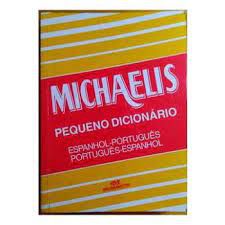 MICHAELIS
PEQUENO DICIONÁRIO
ESPANHOL-PORTUGUÊS
PORTUGUÊS-ESPANHOL